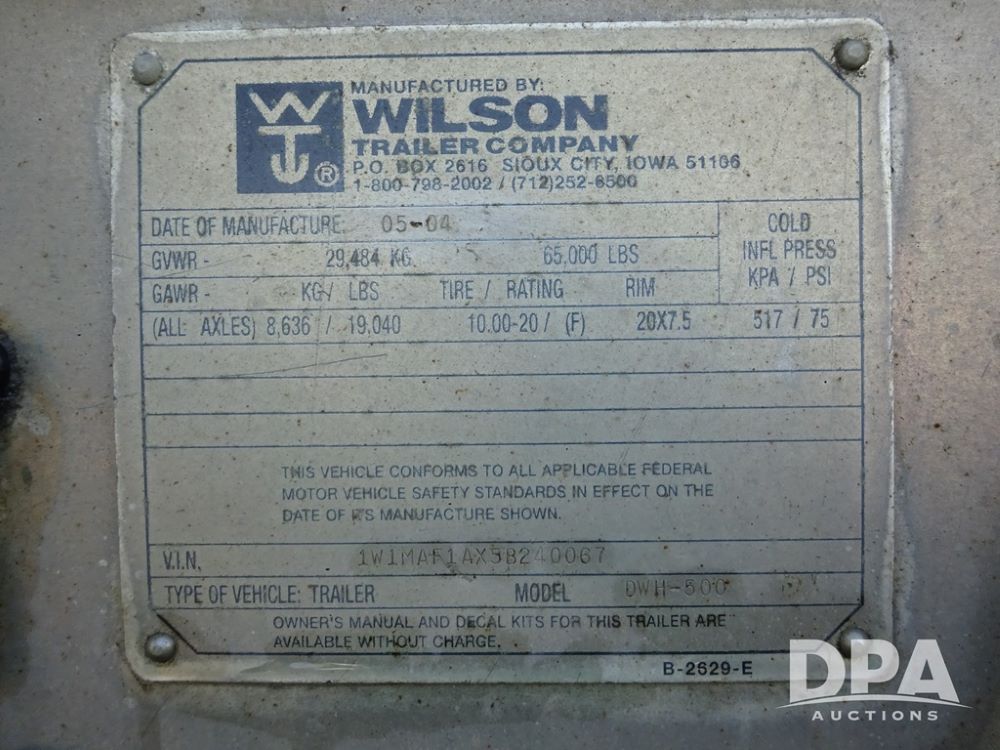 MANUFACTURED BY:
WILSON
TRAILER COMPANY
P.O. BOX 2616 SIOUX CITY, IOWA 51106
1-800-798-2002 / (712)252-6500
WT ®
DATE OF MANUFACTURE: 05-04
COLD
INFL PRESS
KPA / PSI
GVWR - 29,484 KG 65,000 LBS
GAWR - KG / LBS TIRE / RATING RIM
(ALL AXLES) 8,636 / 19,040 10.00-20 / (F) 20X7.5 517 / 75
THIS VEHICLE CONFORMS TO ALL APPLICABLE FEDERAL
MOTOR VEHICLE SAFETY STANDARDS IN EFFECT ON THE
DATE OF ITS MANUFACTURE SHOWN.
V.I.N. 1W1MAF1AX5B240067
TYPE OF VEHICLE: TRAILER MODEL DWH-500
OWNER'S MANUAL AND DECAL KITS FOR THIS TRAILER ARE
AVAILABLE WITHOUT CHARGE.
B-2629-E
DPA
AUCTIONS